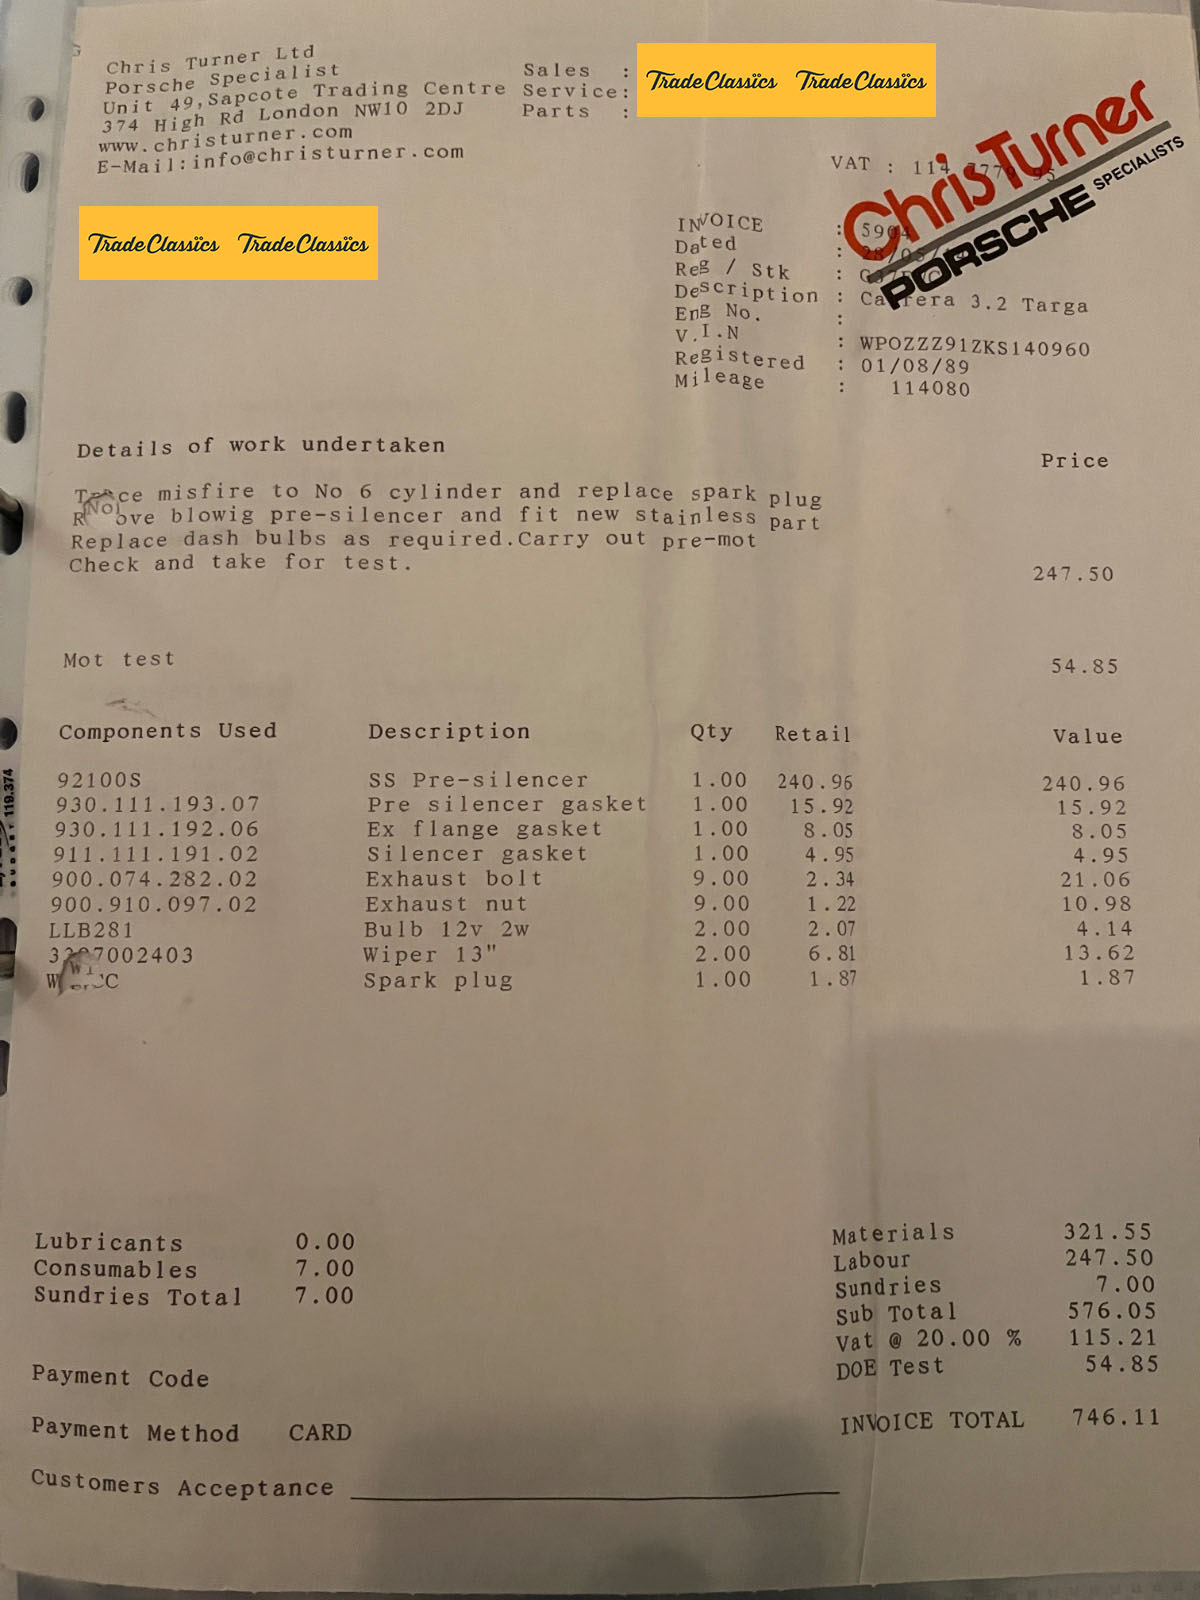 Chris Turner Ltd
Porsche Specialist
Unit 49,Sapcote Trading Centre
374 High Rd London NW10 2DJ
www.christurner.com
E-Mail:info@christurner.com
Sales :
Service:
Parts :
TradeClassics TradeClassics
ChrisTurner
PORSCHE SPECIALISTS
VAT : 114 7779 95
TradeClassics TradeClassics
INVOICE : 5904
Dated :
Reg / Stk :
Description : Carrera 3.2 Targa
Eng No. :
V.I.N : WPOZZZ91ZKS140960
Registered : 01/08/89
Mileage : 114080
Details of work undertaken Price
Trace misfire to No 6 cylinder and replace spark plug
Remove blowig pre-silencer and fit new stainless part
Replace dash bulbs as required.Carry out pre-mot
Check and take for test. 247.50
Mot test 54.85
Components Used Description Qty Retail Value
92100S SS Pre-silencer 1.00 240.96 240.96
930.111.193.07 Pre silencer gasket 1.00 15.92 15.92
930.111.192.06 Ex flange gasket 1.00 8.05 8.05
911.111.191.02 Silencer gasket 1.00 4.95 4.95
900.074.282.02 Exhaust bolt 9.00 2.34 21.06
900.910.097.02 Exhaust nut 9.00 1.22 10.98
LLB281 Bulb 12v 2w 2.00 2.07 4.14
Wiper 13" 2.00 6.81 13.62
Spark plug 1.00 1.87 1.87
Lubricants 0.00
Consumables 7.00
Sundries Total 7.00
Materials 321.55
Labour 247.50
Sundries 7.00
Sub Total 576.05
Vat @ 20.00 % 115.21
DOE Test 54.85
INVOICE TOTAL 746.11
Payment Code
Payment Method CARD
Customers Acceptance
119.374